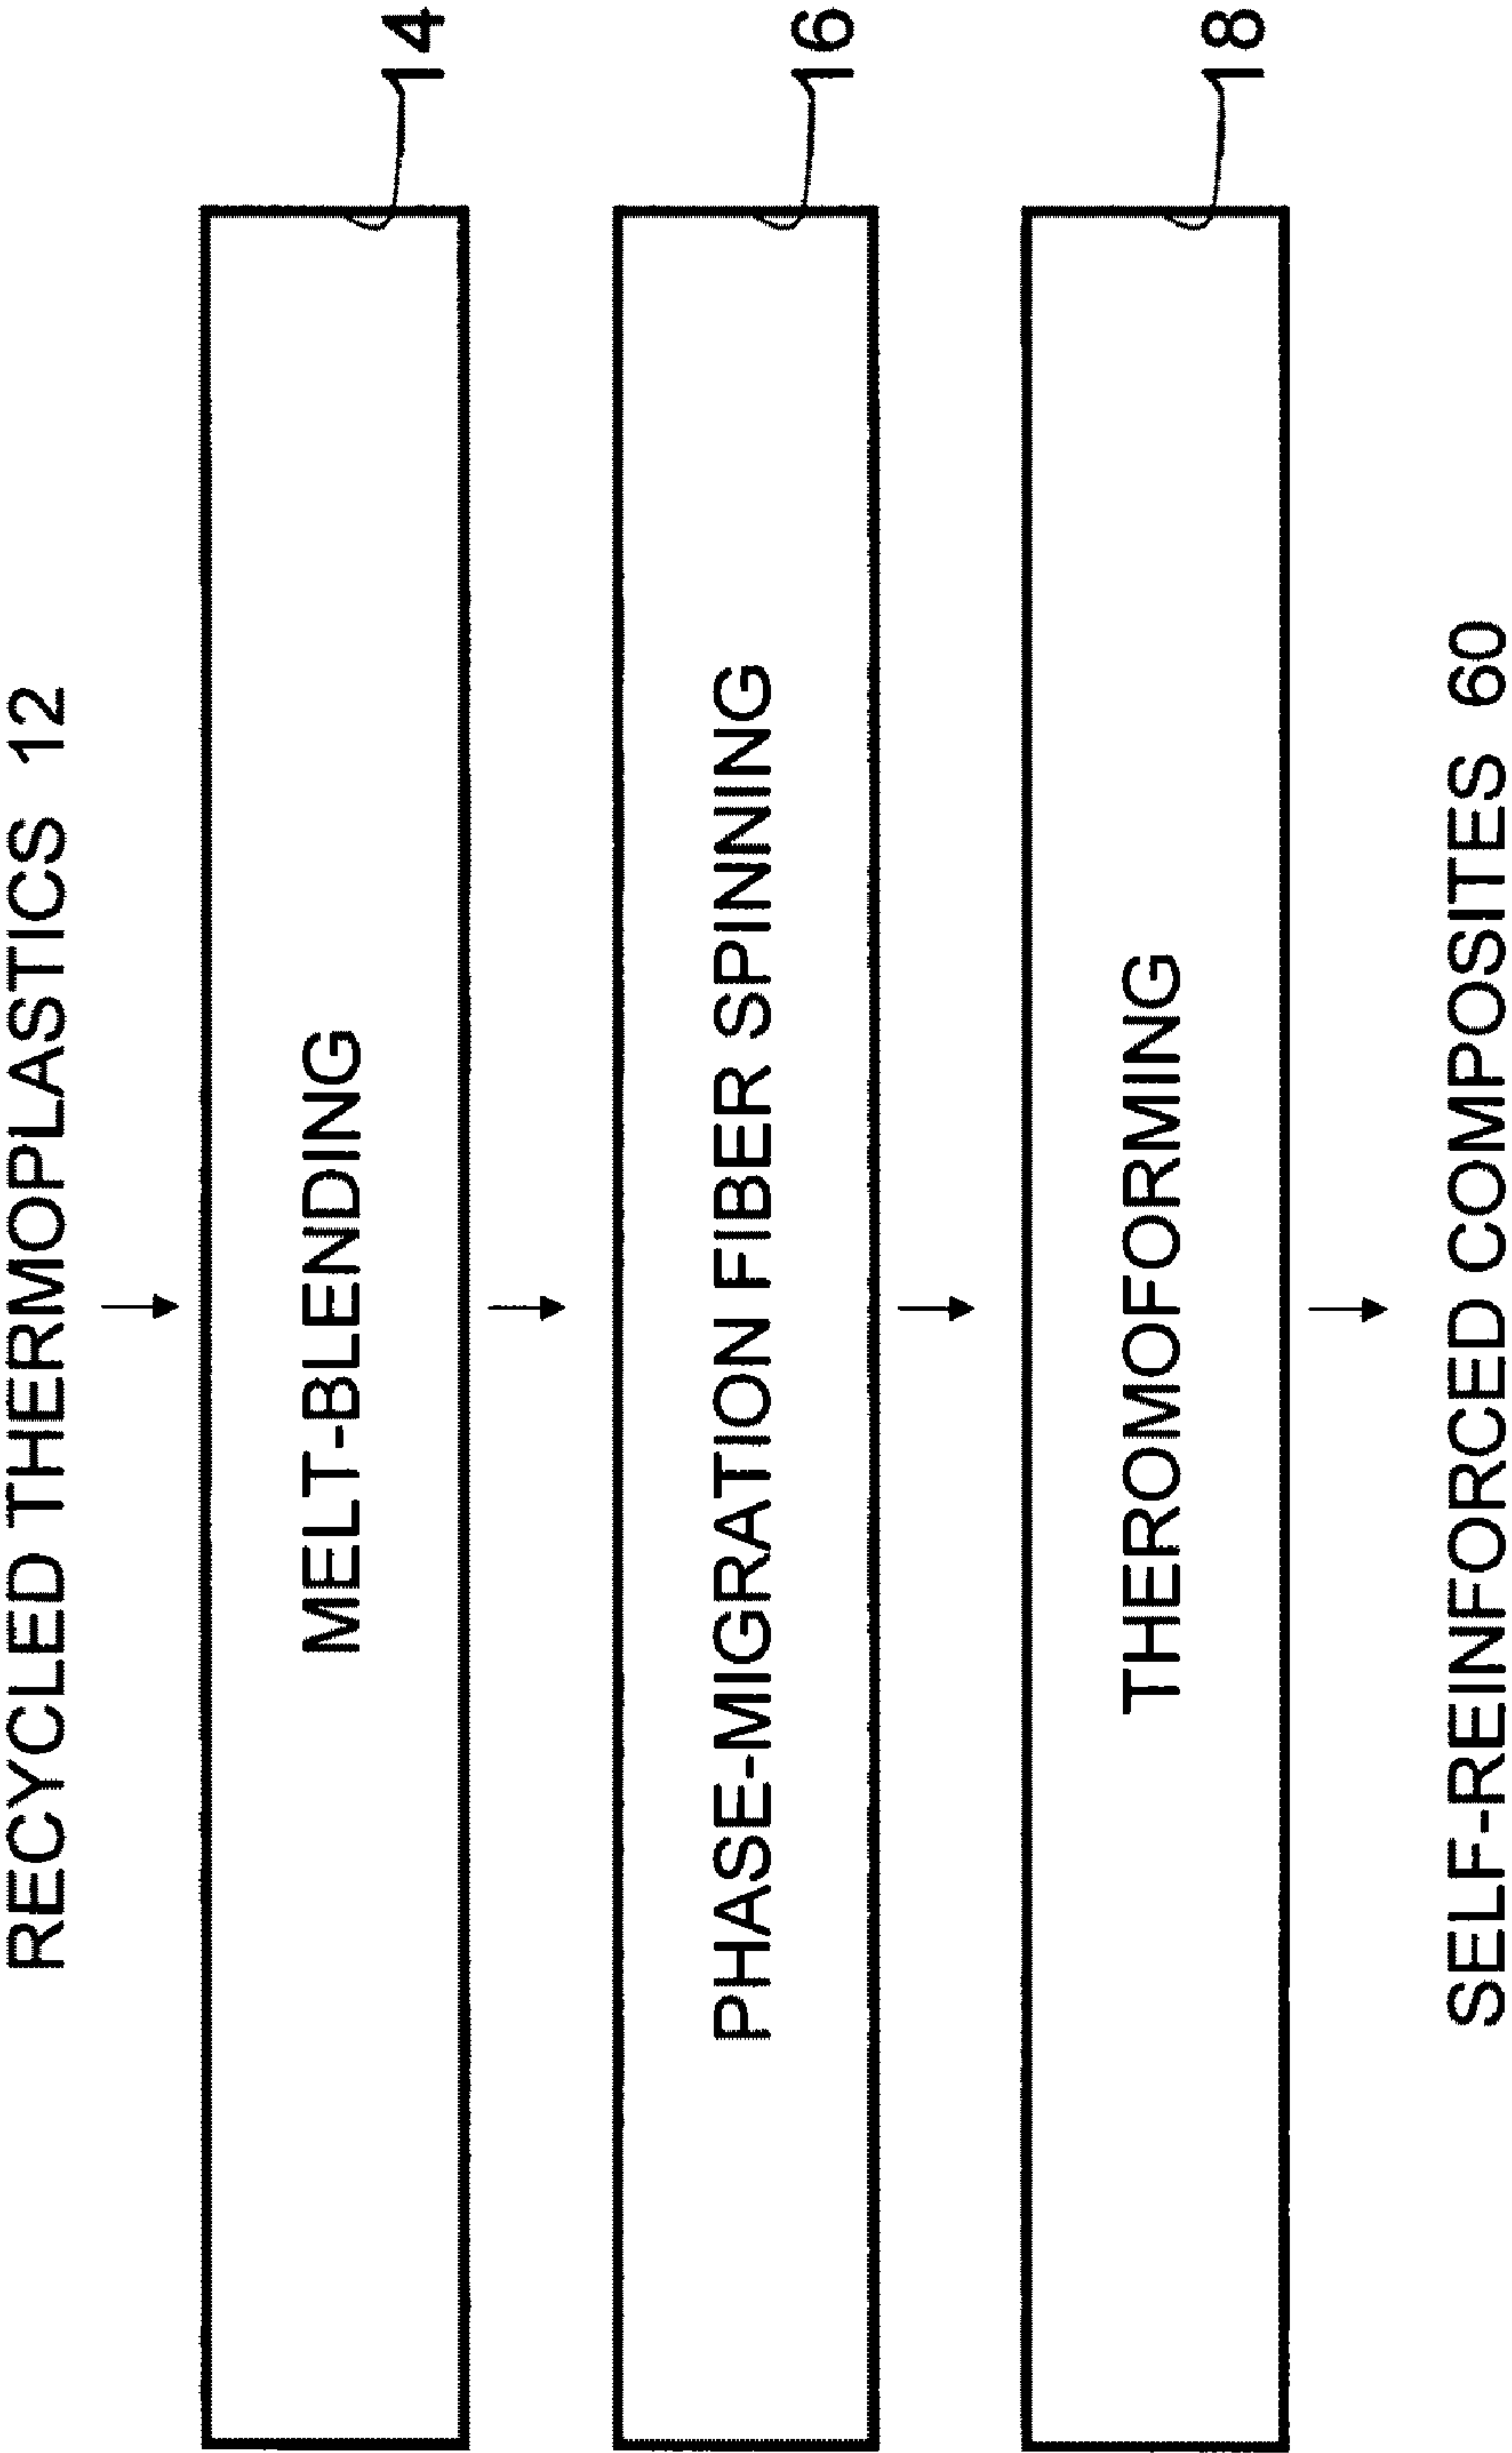 RECYCLED THERMOPLASTICS 12
MELT-BLENDING
14
PHASE-MIGRATION FIBER SPINNING
16
THEROMOFORMING
18
SELF-REINFORCED COMPOSITES 60